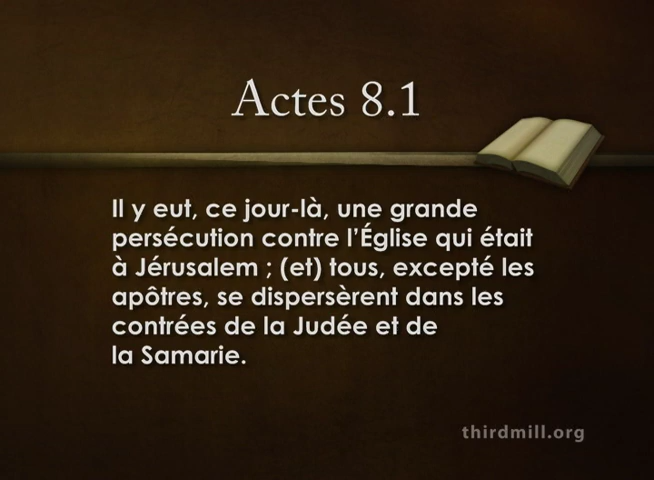 Actes 8.1
Il y eut, ce jour-là, une grande
persécution contre l’Église qui était
à Jérusalem ; (et) tous, excepté les
apôtres, se dispersèrent dans les
contrées de la Judée et de
la Samarie.
thirdmill.org